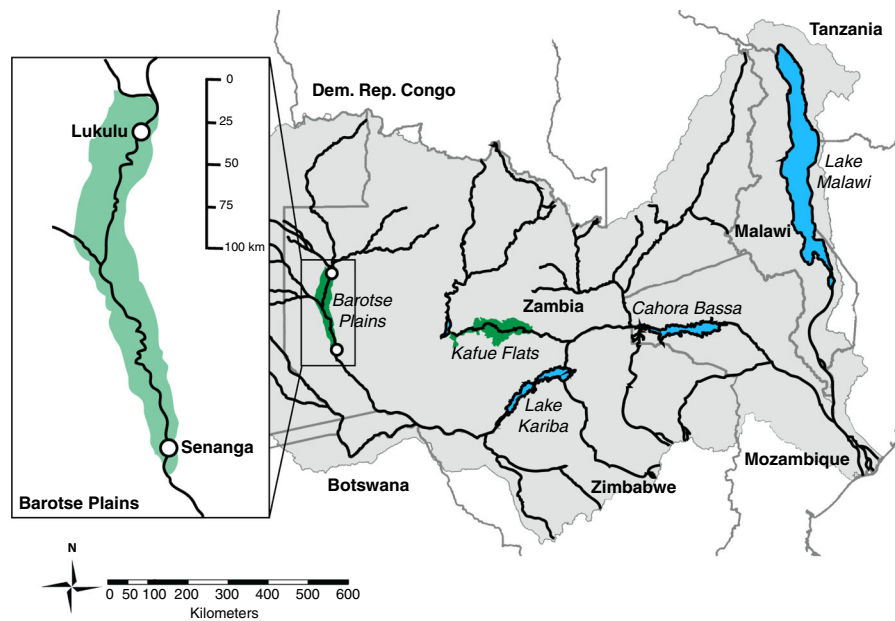 Tanzania
Dem. Rep. Congo
0
25
50
75
100 km
Lukulu
Lake
Malawi
Malawi
Barotse
Plains
Zambia
Cahora Bassa
Kafue Flats
Lake
Kariba
Senanga
Mozambique
Botswana
Zimbabwe
Barotse Plains
N
0 50 100 200 300 400 500 600
Kilometers